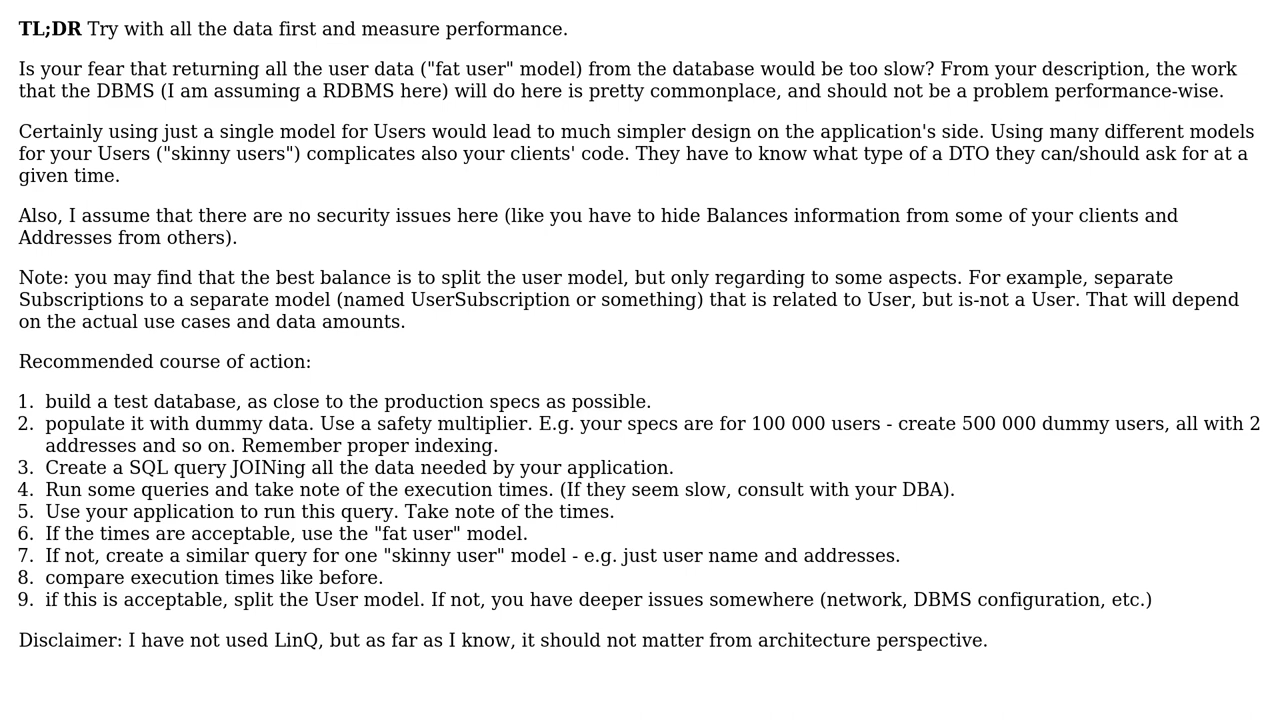 TL;DR Try with all the data first and measure performance.
Is your fear that returning all the user data ("fat user" model) from the database would be too slow? From your description, the work
that the DBMS (I am assuming a RDBMS here) will do here is pretty commonplace, and should not be a problem performance-wise.
Certainly using just a single model for Users would lead to much simpler design on the application's side. Using many different models
for your Users ("skinny users") complicates also your clients' code. They have to know what type of a DTO they can/should ask for at a
given time.
Also, I assume that there are no security issues here (like you have to hide Balances information from some of your clients and
Addresses from others).
Note: you may find that the best balance is to split the user model, but only regarding to some aspects. For example, separate
Subscriptions to a separate model (named UserSubscription or something) that is related to User, but is-not a User. That will depend
on the actual use cases and data amounts.
Recommended course of action:
1. build a test database, as close to the production specs as possible.
2. populate it with dummy data. Use a safety multiplier. E.g. your specs are for 100 000 users - create 500 000 dummy users, all with 2
addresses and so on. Remember proper indexing.
3. Create a SQL query JOINing all the data needed by your application.
4. Run some queries and take note of the execution times. (If they seem slow, consult with your DBA).
5. Use your application to run this query. Take note of the times.
6. If the times are acceptable, use the "fat user" model.
7. If not, create a similar query for one "skinny user" model - e.g. just user name and addresses.
8. compare execution times like before.
9. if this is acceptable, split the User model. If not, you have deeper issues somewhere (network, DBMS configuration, etc.)
Disclaimer: I have not used LinQ, but as far as I know, it should not matter from architecture perspective.